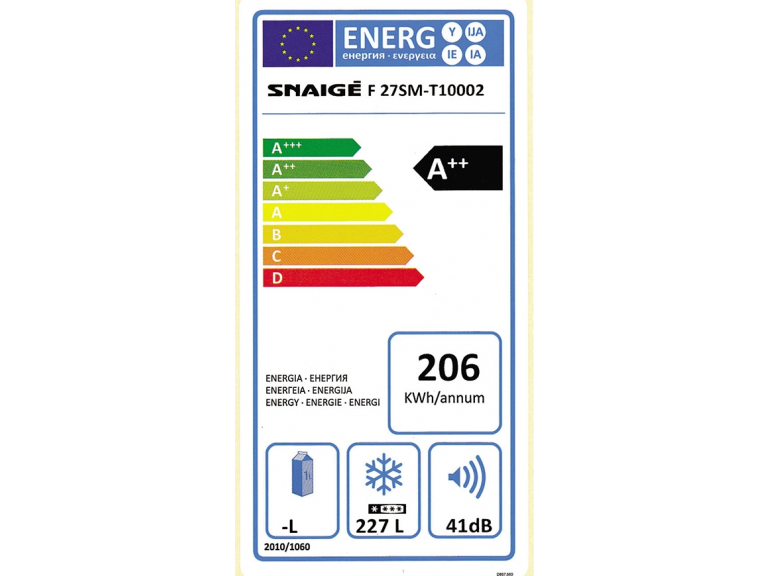 ENERG Y IJA
енергия · ενεργεια IE IA
SNAIGĖ F 27SM-T10002
A+++
A++
A++
A+
A
B
C
D
206
KWh/annum
ENERGIA · ЕНЕРГИЯ
ΕΝΕΡΓΕΙΑ · ENERGIJA
ENERGY · ENERGIE · ENERGI
-L
227 L
41dB
2010/1060